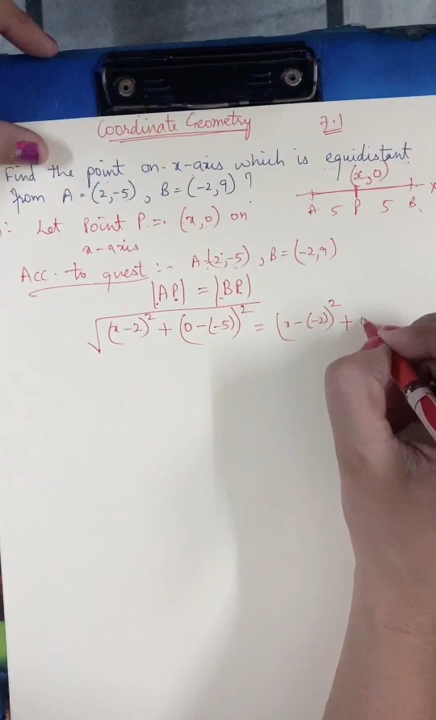 Coordinate Geometry 7.1
Find the point on x-axis which is equidistant
from A = (2,-5), B = (-2,9) ?
(x,0)
A 5 P 5 B
Let Point P = (x,0) on
x-axis
Acc. to quest :- A = (2,-5), B = (-2,9)
|AP| = |BP|
√(x-2)² + (0-(-5))² = (x-(-2))² +